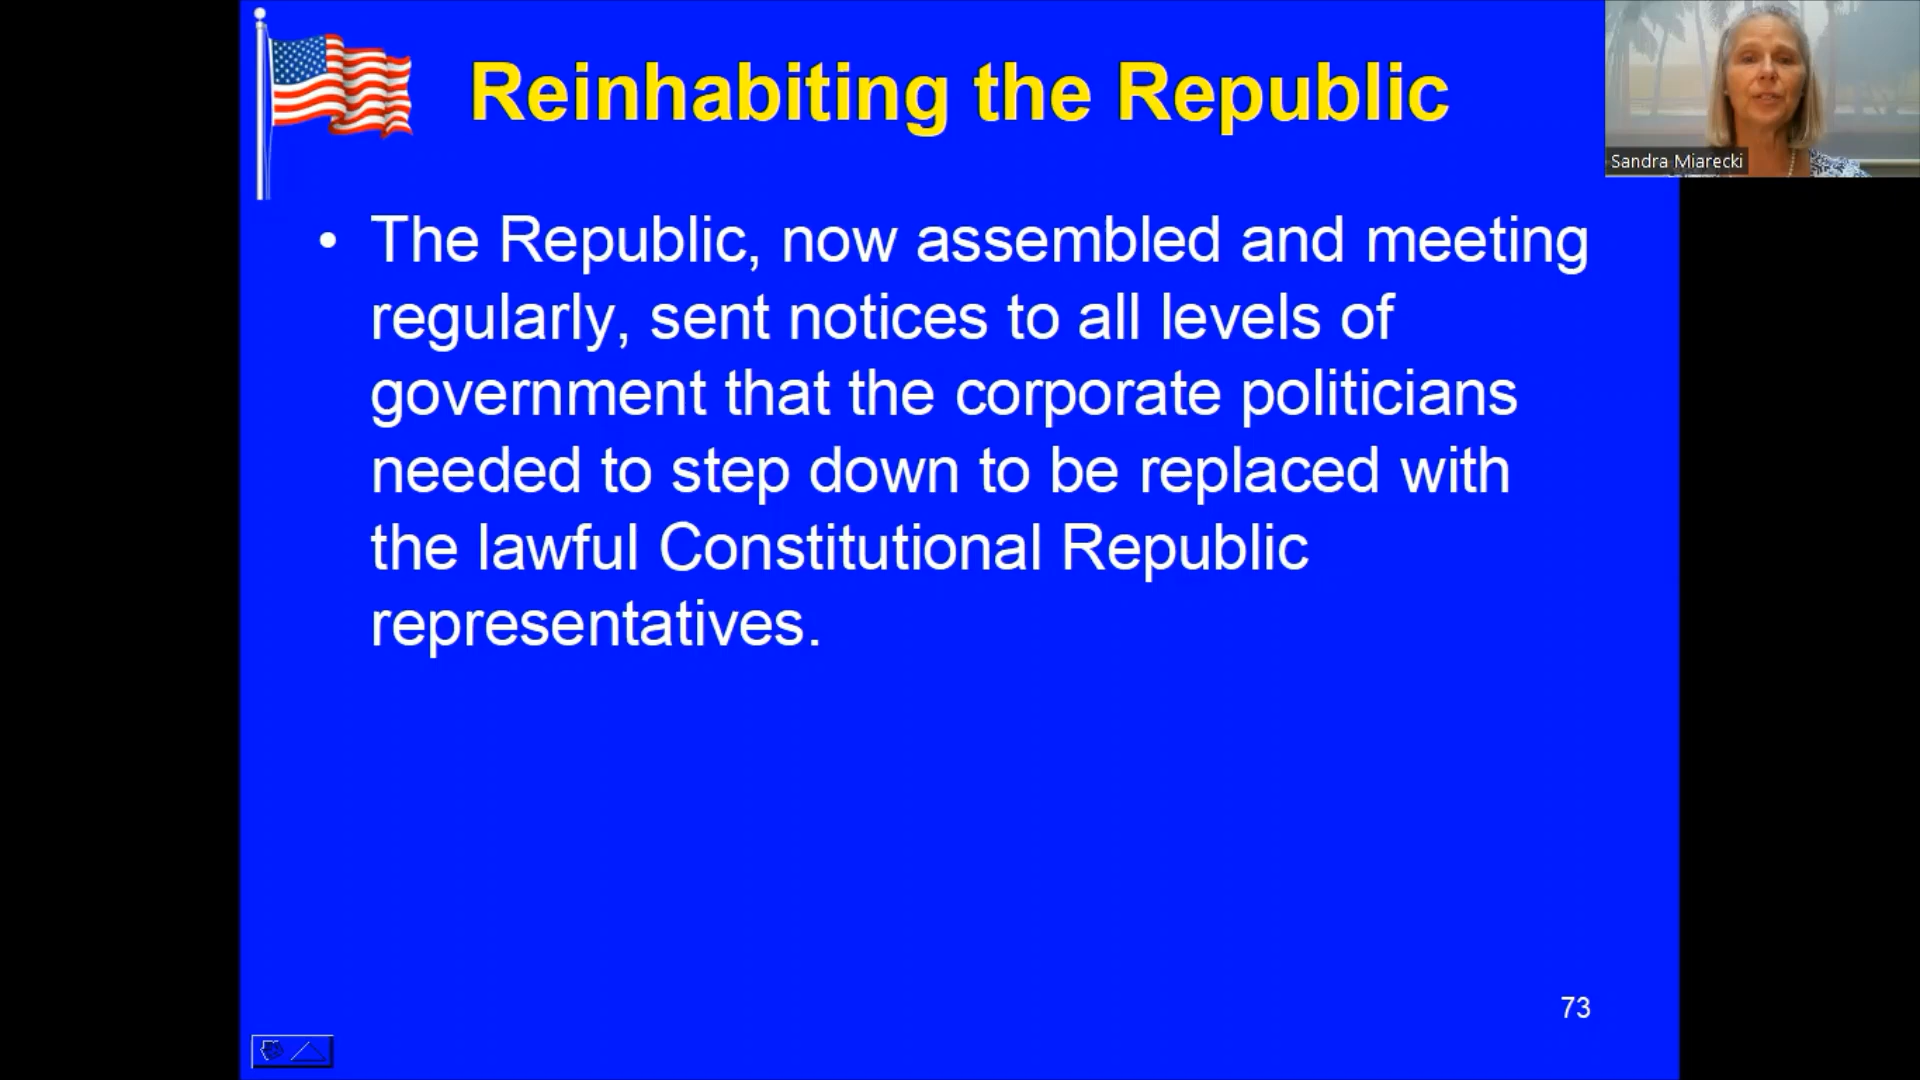 Reinhabiting the Republic
Sandra Miarecki
• The Republic, now assembled and meeting
regularly, sent notices to all levels of
government that the corporate politicians
needed to step down to be replaced with
the lawful Constitutional Republic
representatives.
73